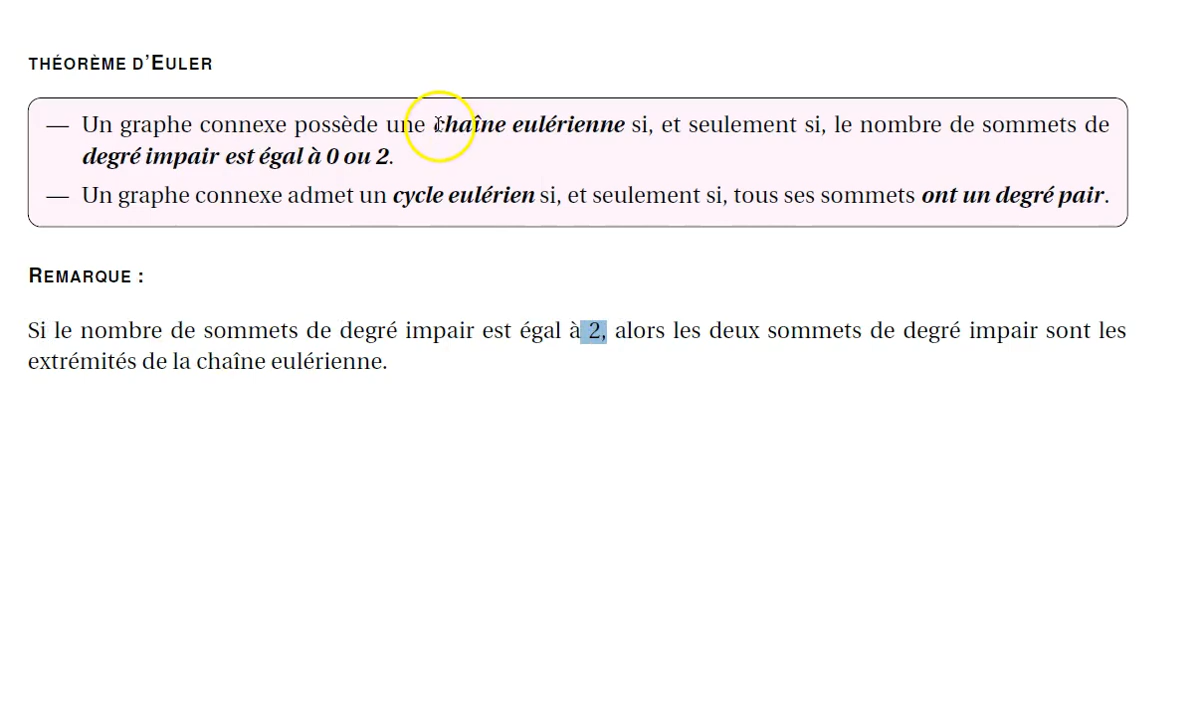 THÉORÈME D'EULER
— Un graphe connexe possède une chaîne eulérienne si, et seulement si, le nombre de sommets de
degré impair est égal à 0 ou 2.
— Un graphe connexe admet un cycle eulérien si, et seulement si, tous ses sommets ont un degré pair.
REMARQUE :
Si le nombre de sommets de degré impair est égal à 2, alors les deux sommets de degré impair sont les
extrémités de la chaîne eulérienne.